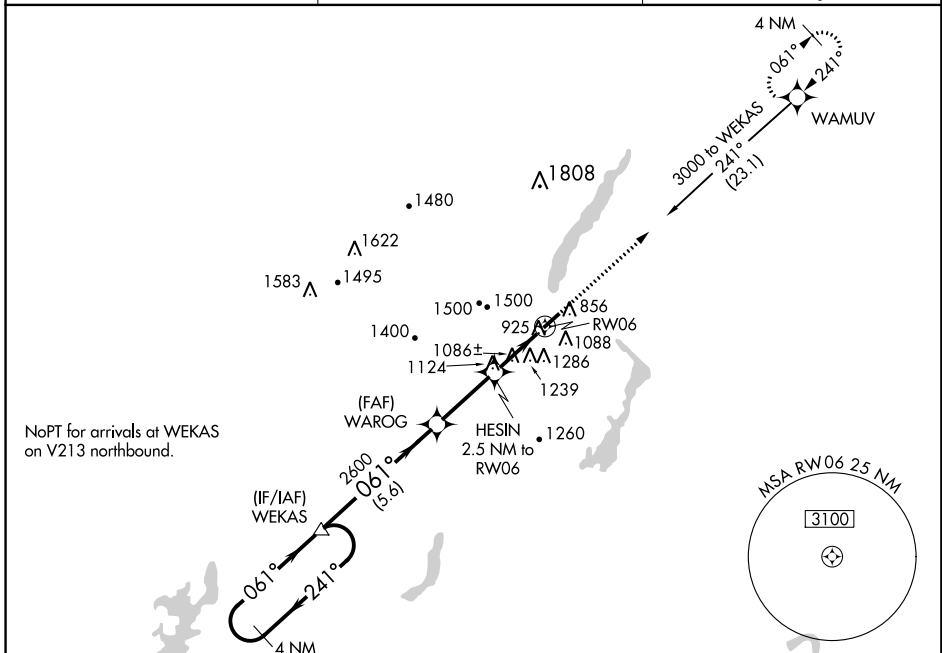 4 NM
061°
241°
WAMUV
3000 to WEKAS
241°
(23.1)
1808
1480
1622
1583
1495
1500
1500
856
925
RW06
1400
1088
1086±
1286
1124
1239
(FAF)
WAROG
HESIN
2.5 NM to
RW06
1260
NoPT for arrivals at WEKAS
on V213 northbound.
2600
061°
(5.6)
(IF/IAF)
WEKAS
MSA RW06 25 NM
3100
061°
241°
4 NM